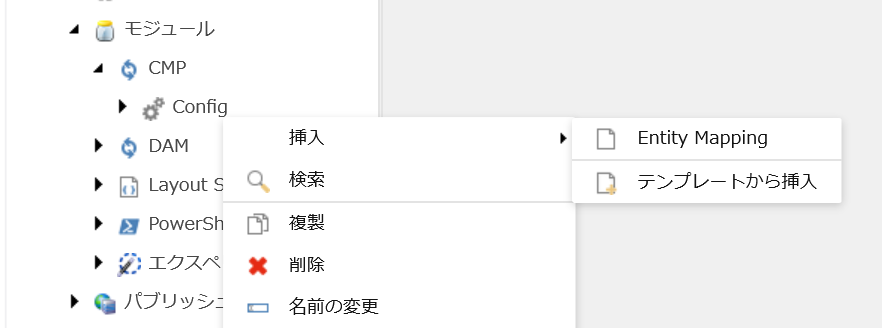 モジュール
CMP
Config
挿入
Entity Mapping
DAM
検索
テンプレートから挿入
Layout S
複製
PowerSh
削除
エクスペ
名前の変更
パブリッシュ